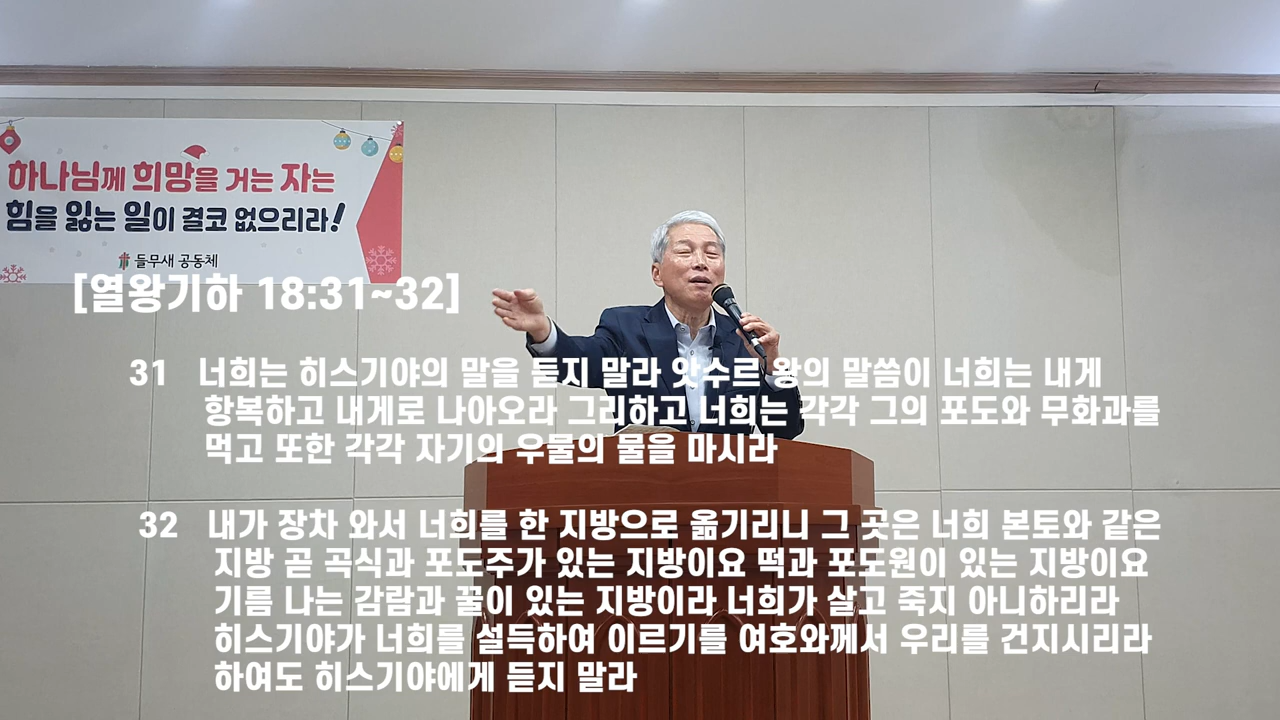 하나님께 희망을 거는 자는
힘을 잃는 일이 결코 없으리라!
들무새 공동체
[열왕기하 18:31~32]
31 너희는 히스기야의 말을 듣지 말라 앗수르 왕의 말씀이 너희는 내게
항복하고 내게로 나아오라 그리하고 너희는 각각 그의 포도와 무화과를
먹고 또한 각각 자기의 우물의 물을 마시라
32 내가 장차 와서 너희를 한 지방으로 옮기리니 그 곳은 너희 본토와 같은
지방 곧 곡식과 포도주가 있는 지방이요 떡과 포도원이 있는 지방이요
기름 나는 감람과 꿀이 있는 지방이라 너희가 살고 죽지 아니하리라
히스기야가 너희를 설득하여 이르기를 여호와께서 우리를 건지시리라
하여도 히스기야에게 듣지 말라